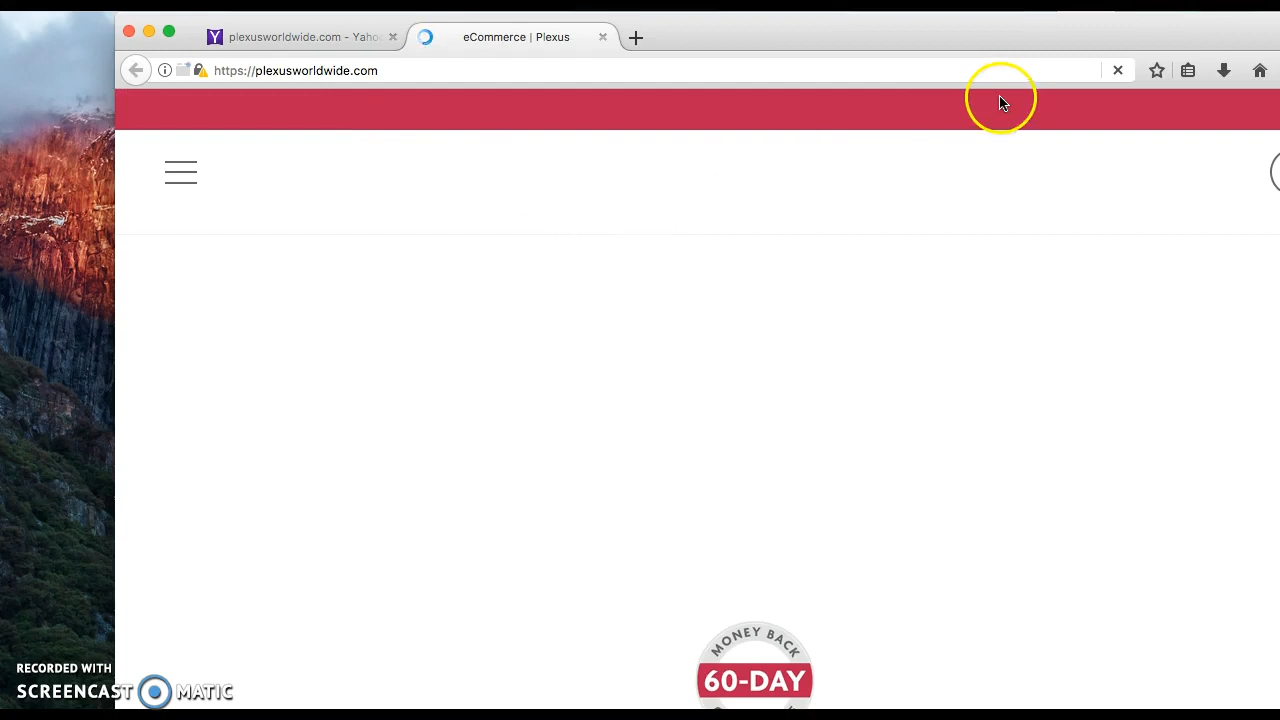 plexusworldwide.com - Yahoo
eCommerce | Plexus
https://plexusworldwide.com
MONEY BACK
60-DAY
RECORDED WITH
SCREENCAST MATIC